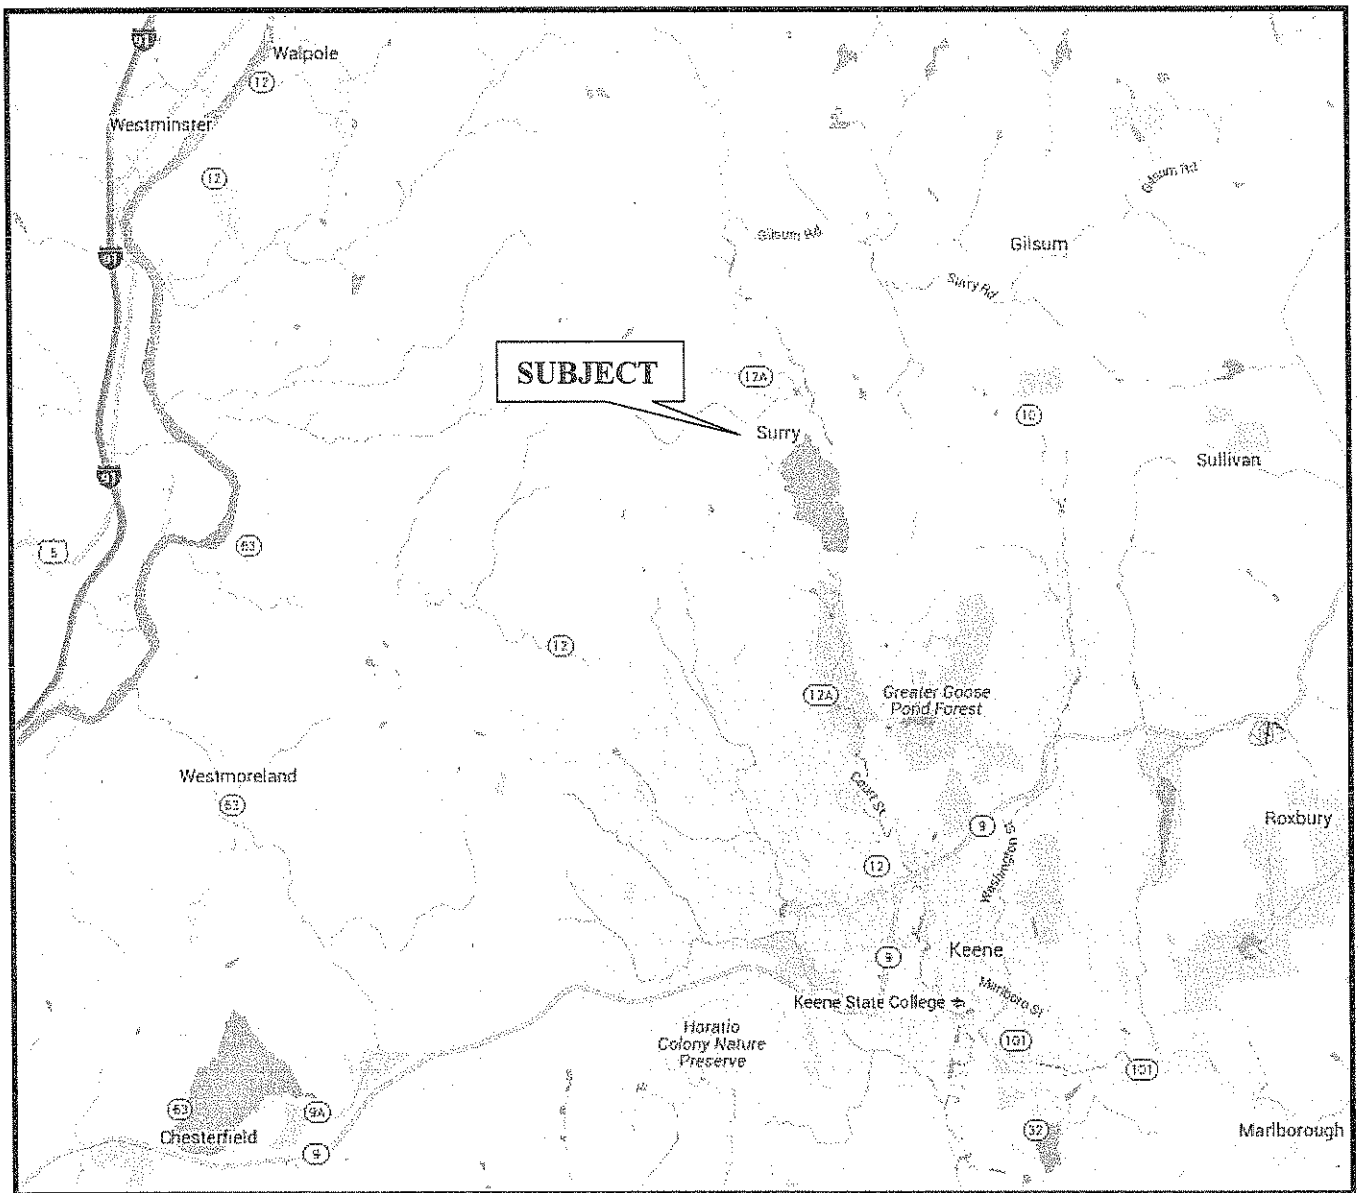 91
Walpole
12
Westminster
12
Gilsum Rd
Gilsum Rd
Gilsum
91
Surry Rd
SUBJECT
12A
10
Surry
Sullivan
91
5
63
12
12A
Greater Goose
Pond Forest
Westmoreland
63
Court St
9
Roxbury
12
Washington St
Keene
9
Keene State College
Marlboro St
Horatio
Colony Nature
Preserve
101
101
63
9A
32
Chesterfield
9
Marlborough